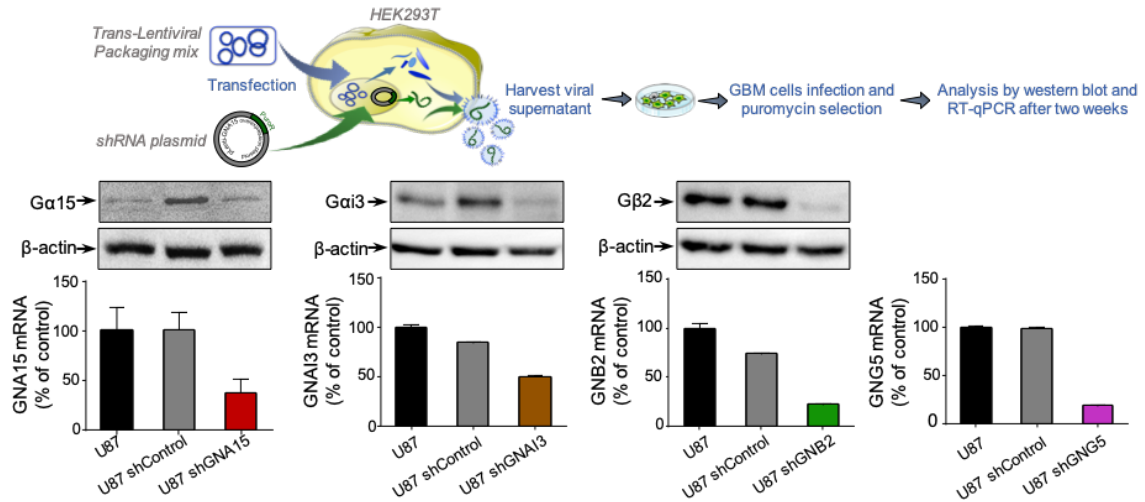 HEK293T
Trans-Lentiviral
Packaging mix
Transfection
shRNA plasmid
PuroR
Harvest viral
supernatant
GBM cells infection and
puromycin selection
Analysis by western blot and
RT-qPCR after two weeks
Gα15
β-actin
Gαi3
β-actin
Gβ2
β-actin
GNA15 mRNA
(% of control)
150
100
50
0
U87
U87 shControl
U87 shGNA15
GNAI3 mRNA
(% of control)
150
100
50
0
U87
U87 shControl
U87 shGNAI3
GNB2 mRNA
(% of control)
150
100
50
0
U87
U87 shControl
U87 shGNB2
GNG5 mRNA
(% of control)
150
100
50
0
U87
U87 shControl
U87 shGNG5